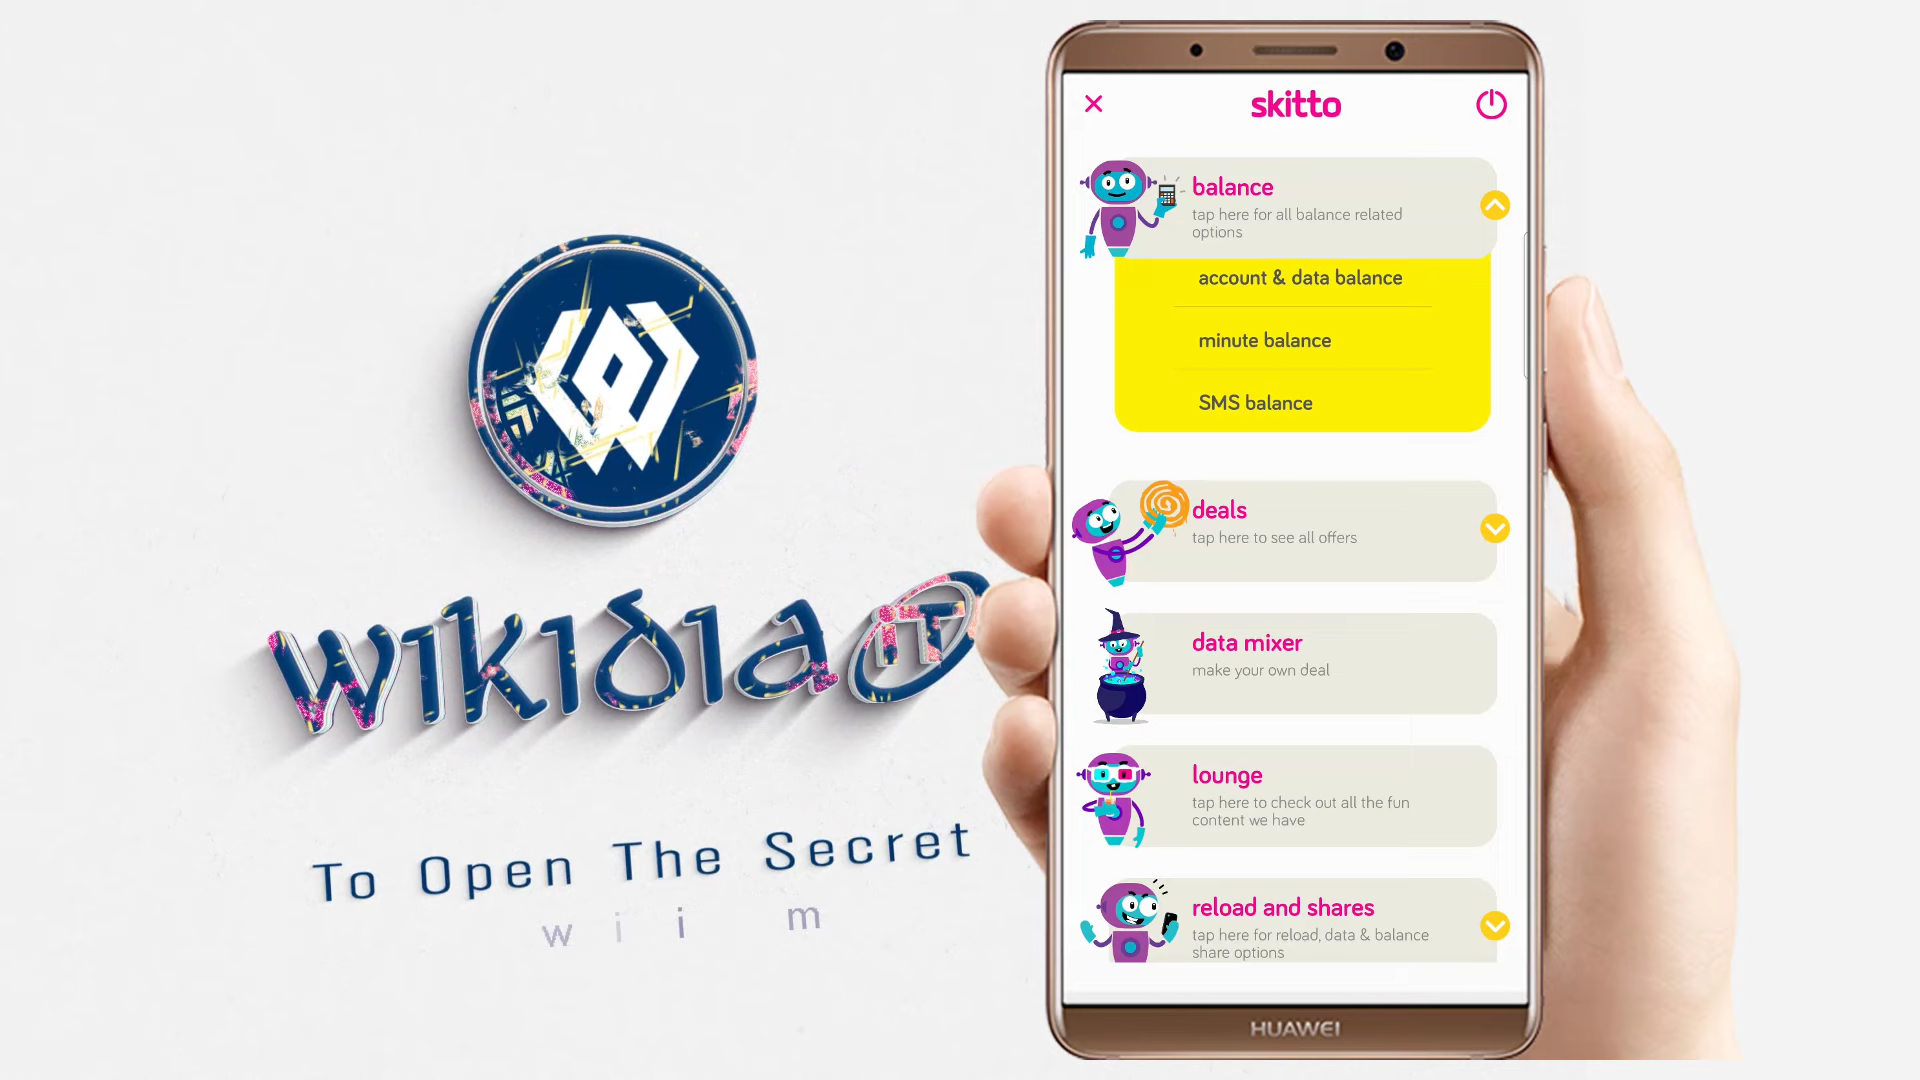 WIKIDIA IT
To Open The Secret
w i i m
skitto
balance
tap here for all balance related
options
account & data balance
minute balance
SMS balance
deals
tap here to see all offers
data mixer
make your own deal
lounge
tap here to check out all the fun
content we have
reload and shares
tap here for reload, data & balance
share options
HUAWEI